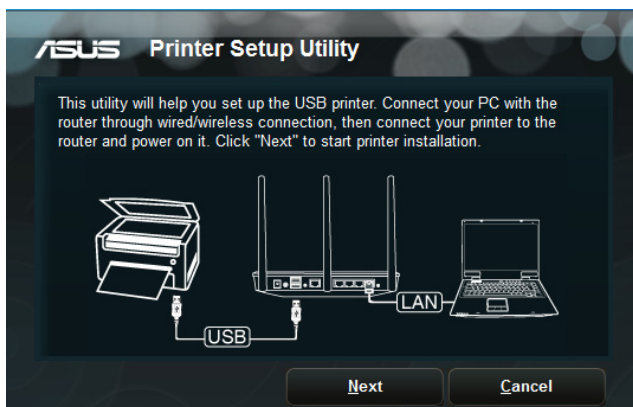 ASUS Printer Setup Utility
This utility will help you set up the USB printer. Connect your PC with the
router through wired/wireless connection, then connect your printer to the
router and power on it. Click "Next" to start printer installation.
LAN
USB
Next
Cancel